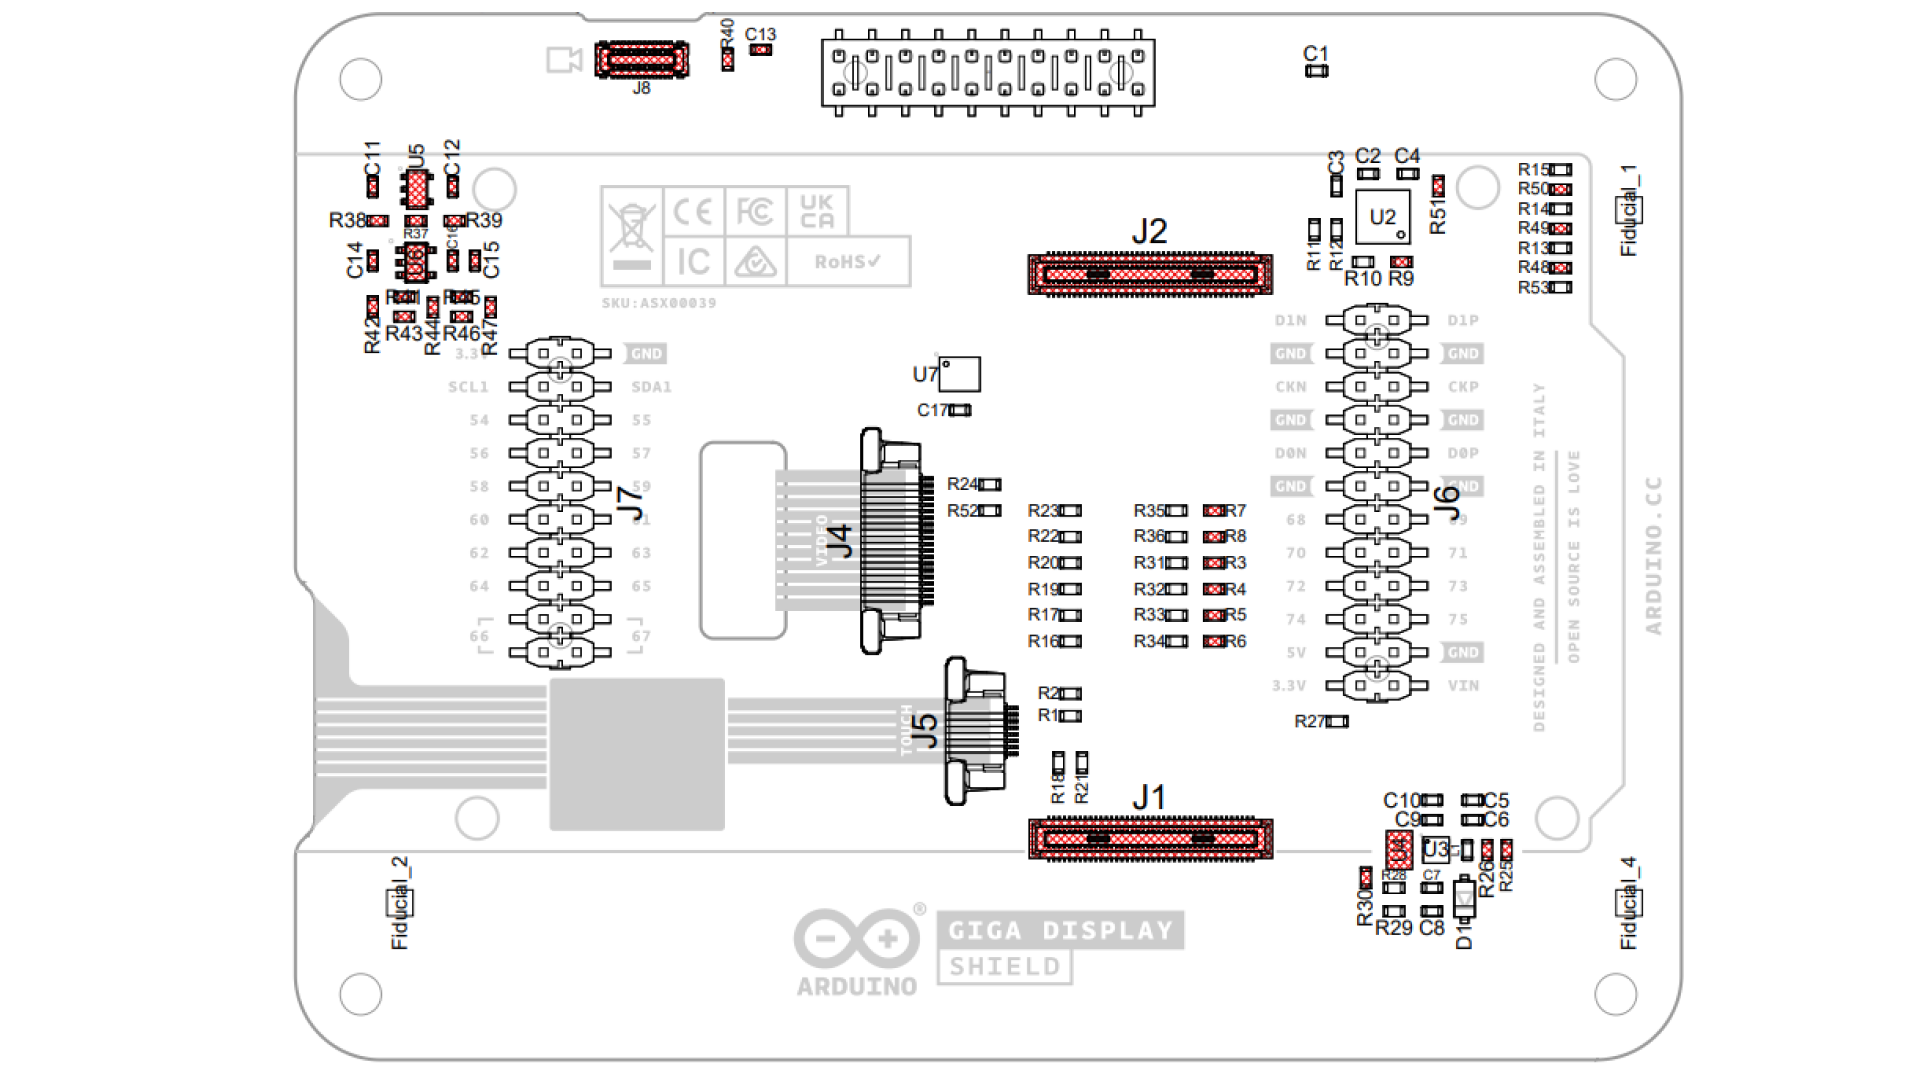 R40
C13
C1
J8
C11
U5
C12
C3
C2
C4
R15
R50
R14
R49
R13
R48
R53
Fiducial_1
R51
U2
R38
R39
R37
C16
C14
U6
C15
CE
FC
UK
CA
IC
RoHS✓
SKU:ASX00039
J2
R11
R12
R10
R9
R41
R45
R42
R43
R44
R46
R47
3.3V
GND
SCL1
SDA1
54
55
56
57
58
59
60
61
62
63
64
65
66
67
J7
U7
C17
VIDEO
J4
R24
R52
R23
R35
R7
R22
R36
R8
R20
R31
R3
R19
R32
R4
R17
R33
R5
R16
R34
R6
D1N
D1P
GND
GND
CKN
CKP
GND
GND
D0N
D0P
GND
GND
68
69
70
71
72
73
74
75
5V
GND
3.3V
VIN
J6
DESIGNED AND ASSEMBLED IN ITALY
OPEN SOURCE IS LOVE
ARDUINO.CC
R27
TOUCH
J5
R2
R1
R18
R21
J1
C10
C5
C9
C6
U4
U3
L1
R26
R25
R30
R28
C7
R29
C8
D1
Fiducial_2
Fiducial_4
ARDUINO
®
GIGA DISPLAY
SHIELD